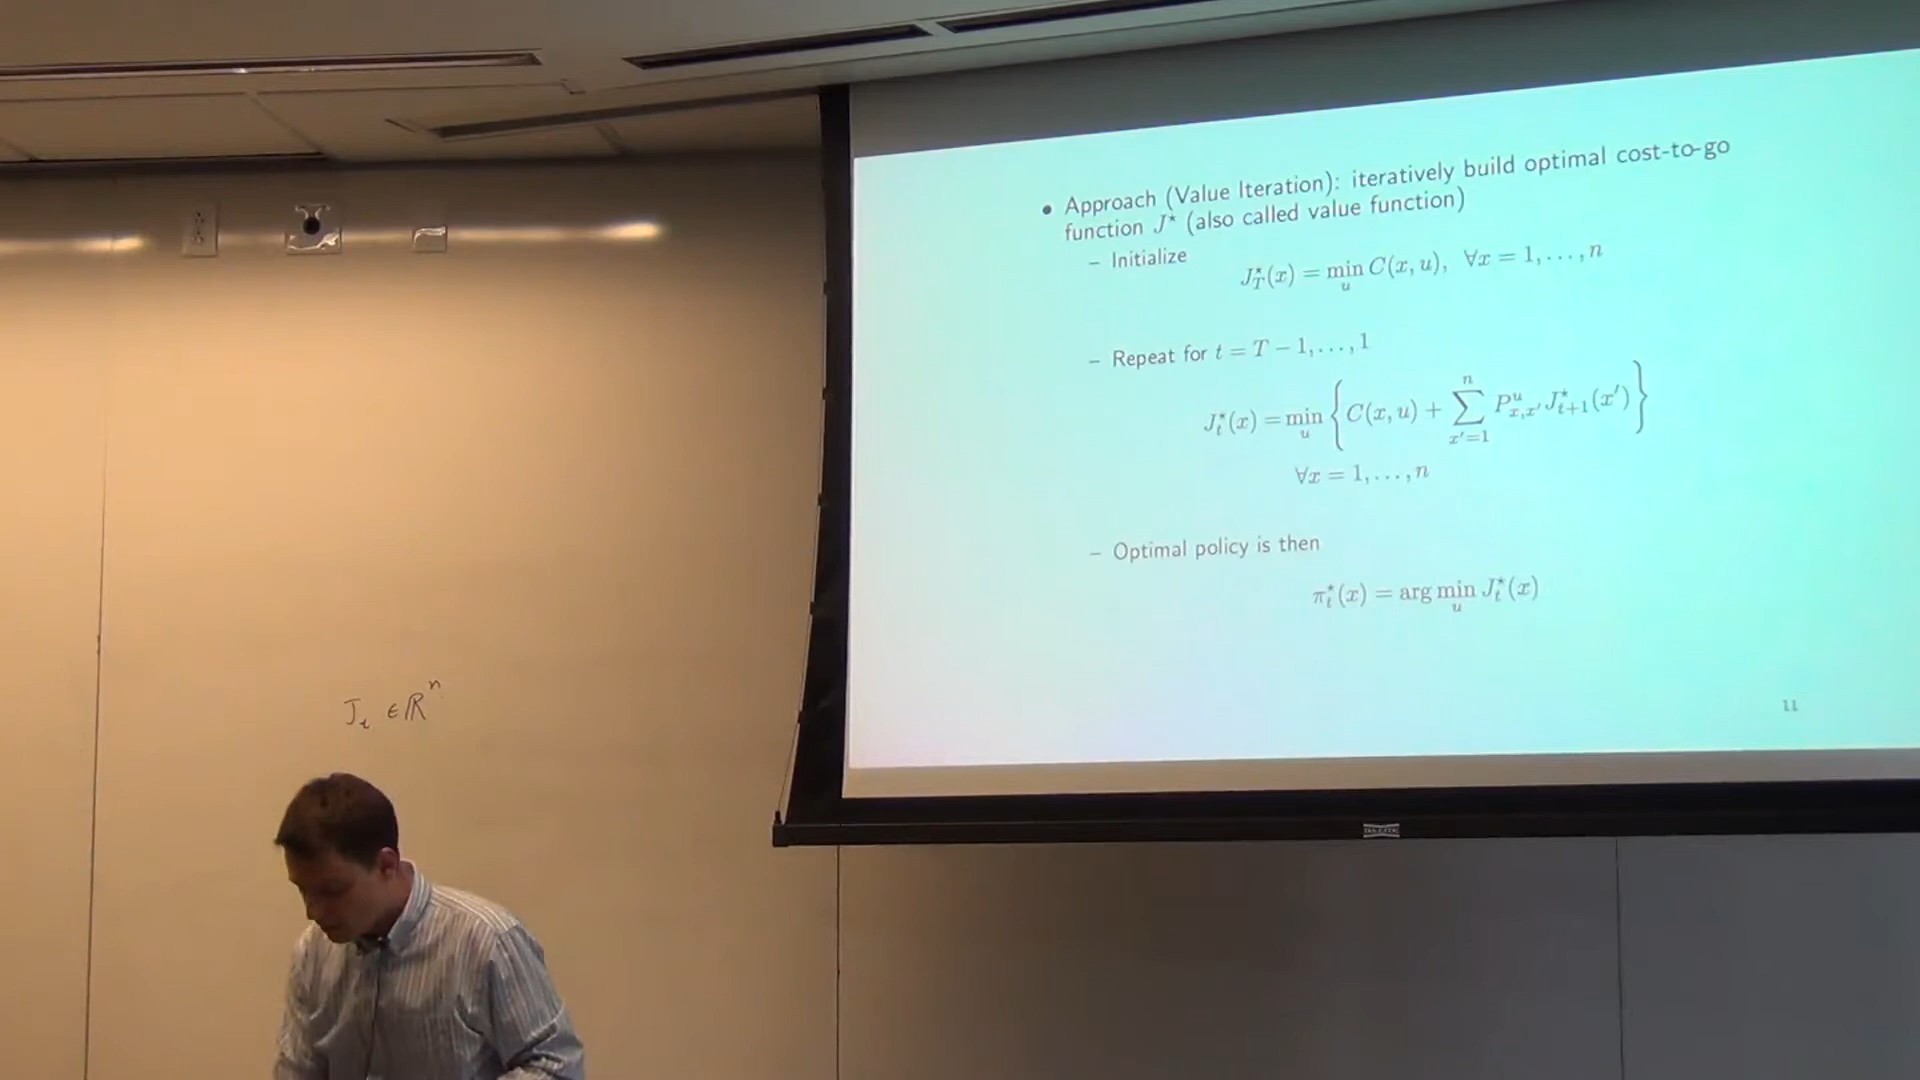 • Approach (Value Iteration): iteratively build optimal cost-to-go
function J* (also called value function)
– Initialize
J*_T(x) = min_u C(x, u), ∀x = 1, …, n
– Repeat for t = T − 1, …, 1
J*_t(x) = min_u { C(x, u) + ∑_{x'=1}^n P^u_{x,x'} J*_{t+1}(x') }
∀x = 1, …, n
– Optimal policy is then
π*_t(x) = arg min_u J*_t(x)
11
J_t ∈ ℝ^n